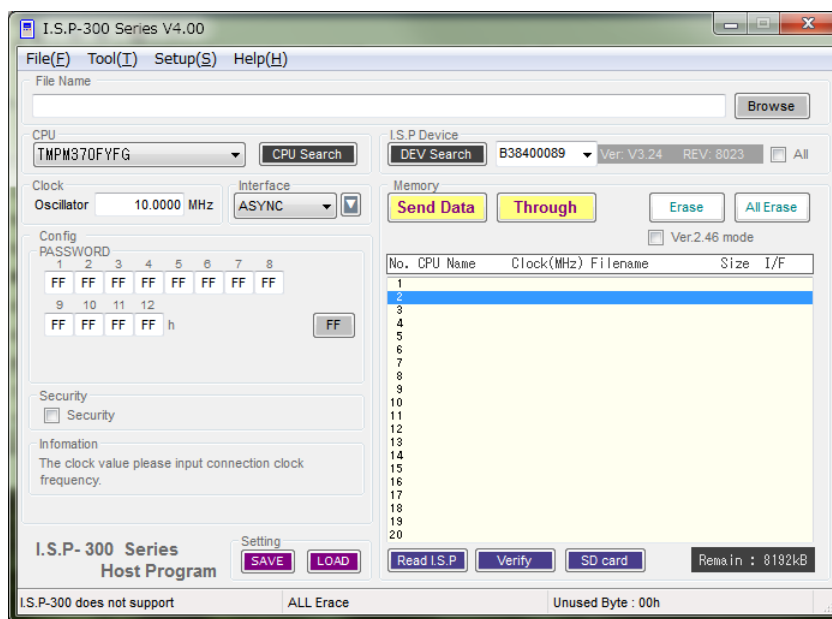 I.S.P-300 Series V4.00
File(F) Tool(T) Setup(S) Help(H)
File Name
Browse
CPU
TMPM370FYFG
CPU Search
I.S.P Device
DEV Search
B38400089
Ver: V3.24 REV: 8023
All
Clock
Oscillator 10.0000 MHz
Interface
ASYNC
Memory
Send Data
Through
Erase
All Erase
Ver.2.46 mode
Config
PASSWORD
1 2 3 4 5 6 7 8
FF FF FF FF FF FF FF FF
9 10 11 12
FF FF FF FF h
FF
Security
Security
Infomation
The clock value please input connection clock
frequency.
No. CPU Name Clock(MHz) Filename Size I/F
1
2
3
4
5
6
7
8
9
10
11
12
13
14
15
16
17
18
19
20
I.S.P- 300 Series
Host Program
Setting
SAVE
LOAD
Read I.S.P
Verify
SD card
Remain : 8192kB
I.S.P-300 does not support
ALL Erace
Unused Byte : 00h